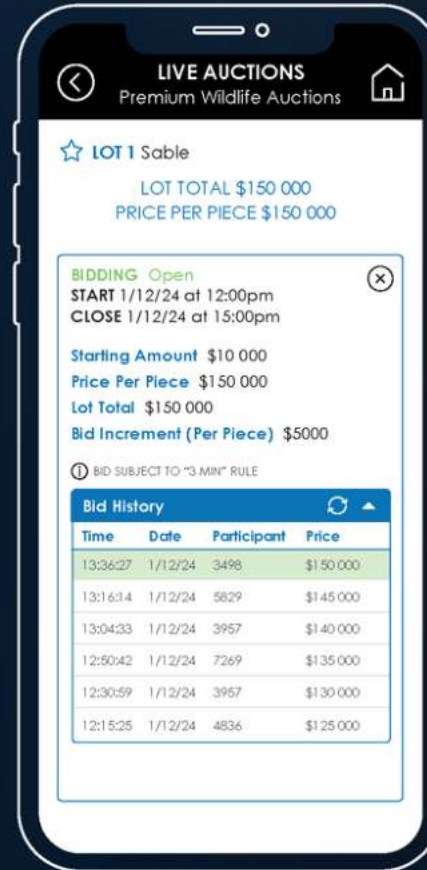 LIVE AUCTIONS
Premium Wildlife Auctions
LOT 1 Sable
LOT TOTAL $150 000
PRICE PER PIECE $150 000
BIDDING Open
START 1/12/24 at 12:00pm
CLOSE 1/12/24 at 15:00pm
Starting Amount $10 000
Price Per Piece $150 000
Lot Total $150 000
Bid Increment (Per Piece) $5000
BID SUBJECT TO "3 MIN" RULE
Bid History
Time Date Participant Price
13:36:27 1/12/24 3498 $150 000
13:16:14 1/12/24 5829 $145 000
13:04:33 1/12/24 3957 $140 000
12:50:42 1/12/24 7269 $135 000
12:30:59 1/12/24 3957 $130 000
12:15:25 1/12/24 4836 $125 000